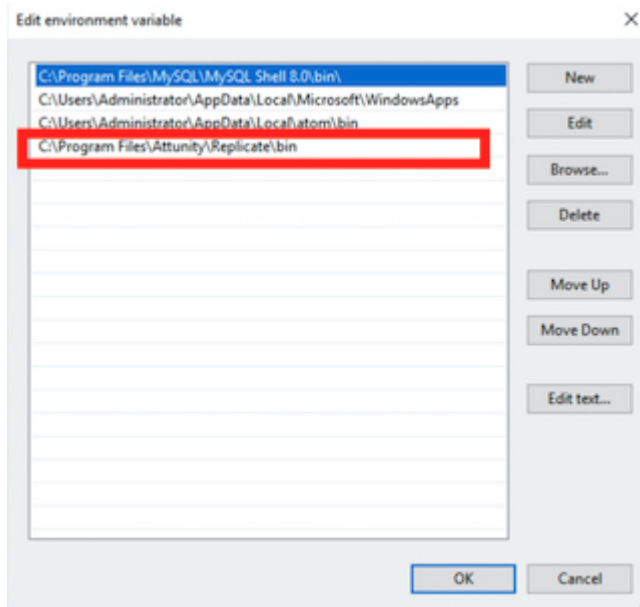 Edit environment variable
C:\Program Files\MySQL\MySQL Shell 8.0\bin\
C:\Users\Administrator\AppData\Local\Microsoft\WindowsApps
C:\Users\Administrator\AppData\Local\atom\bin
C:\Program Files\Attunity\Replicate\bin
New
Edit
Browse...
Delete
Move Up
Move Down
Edit text...
OK
Cancel